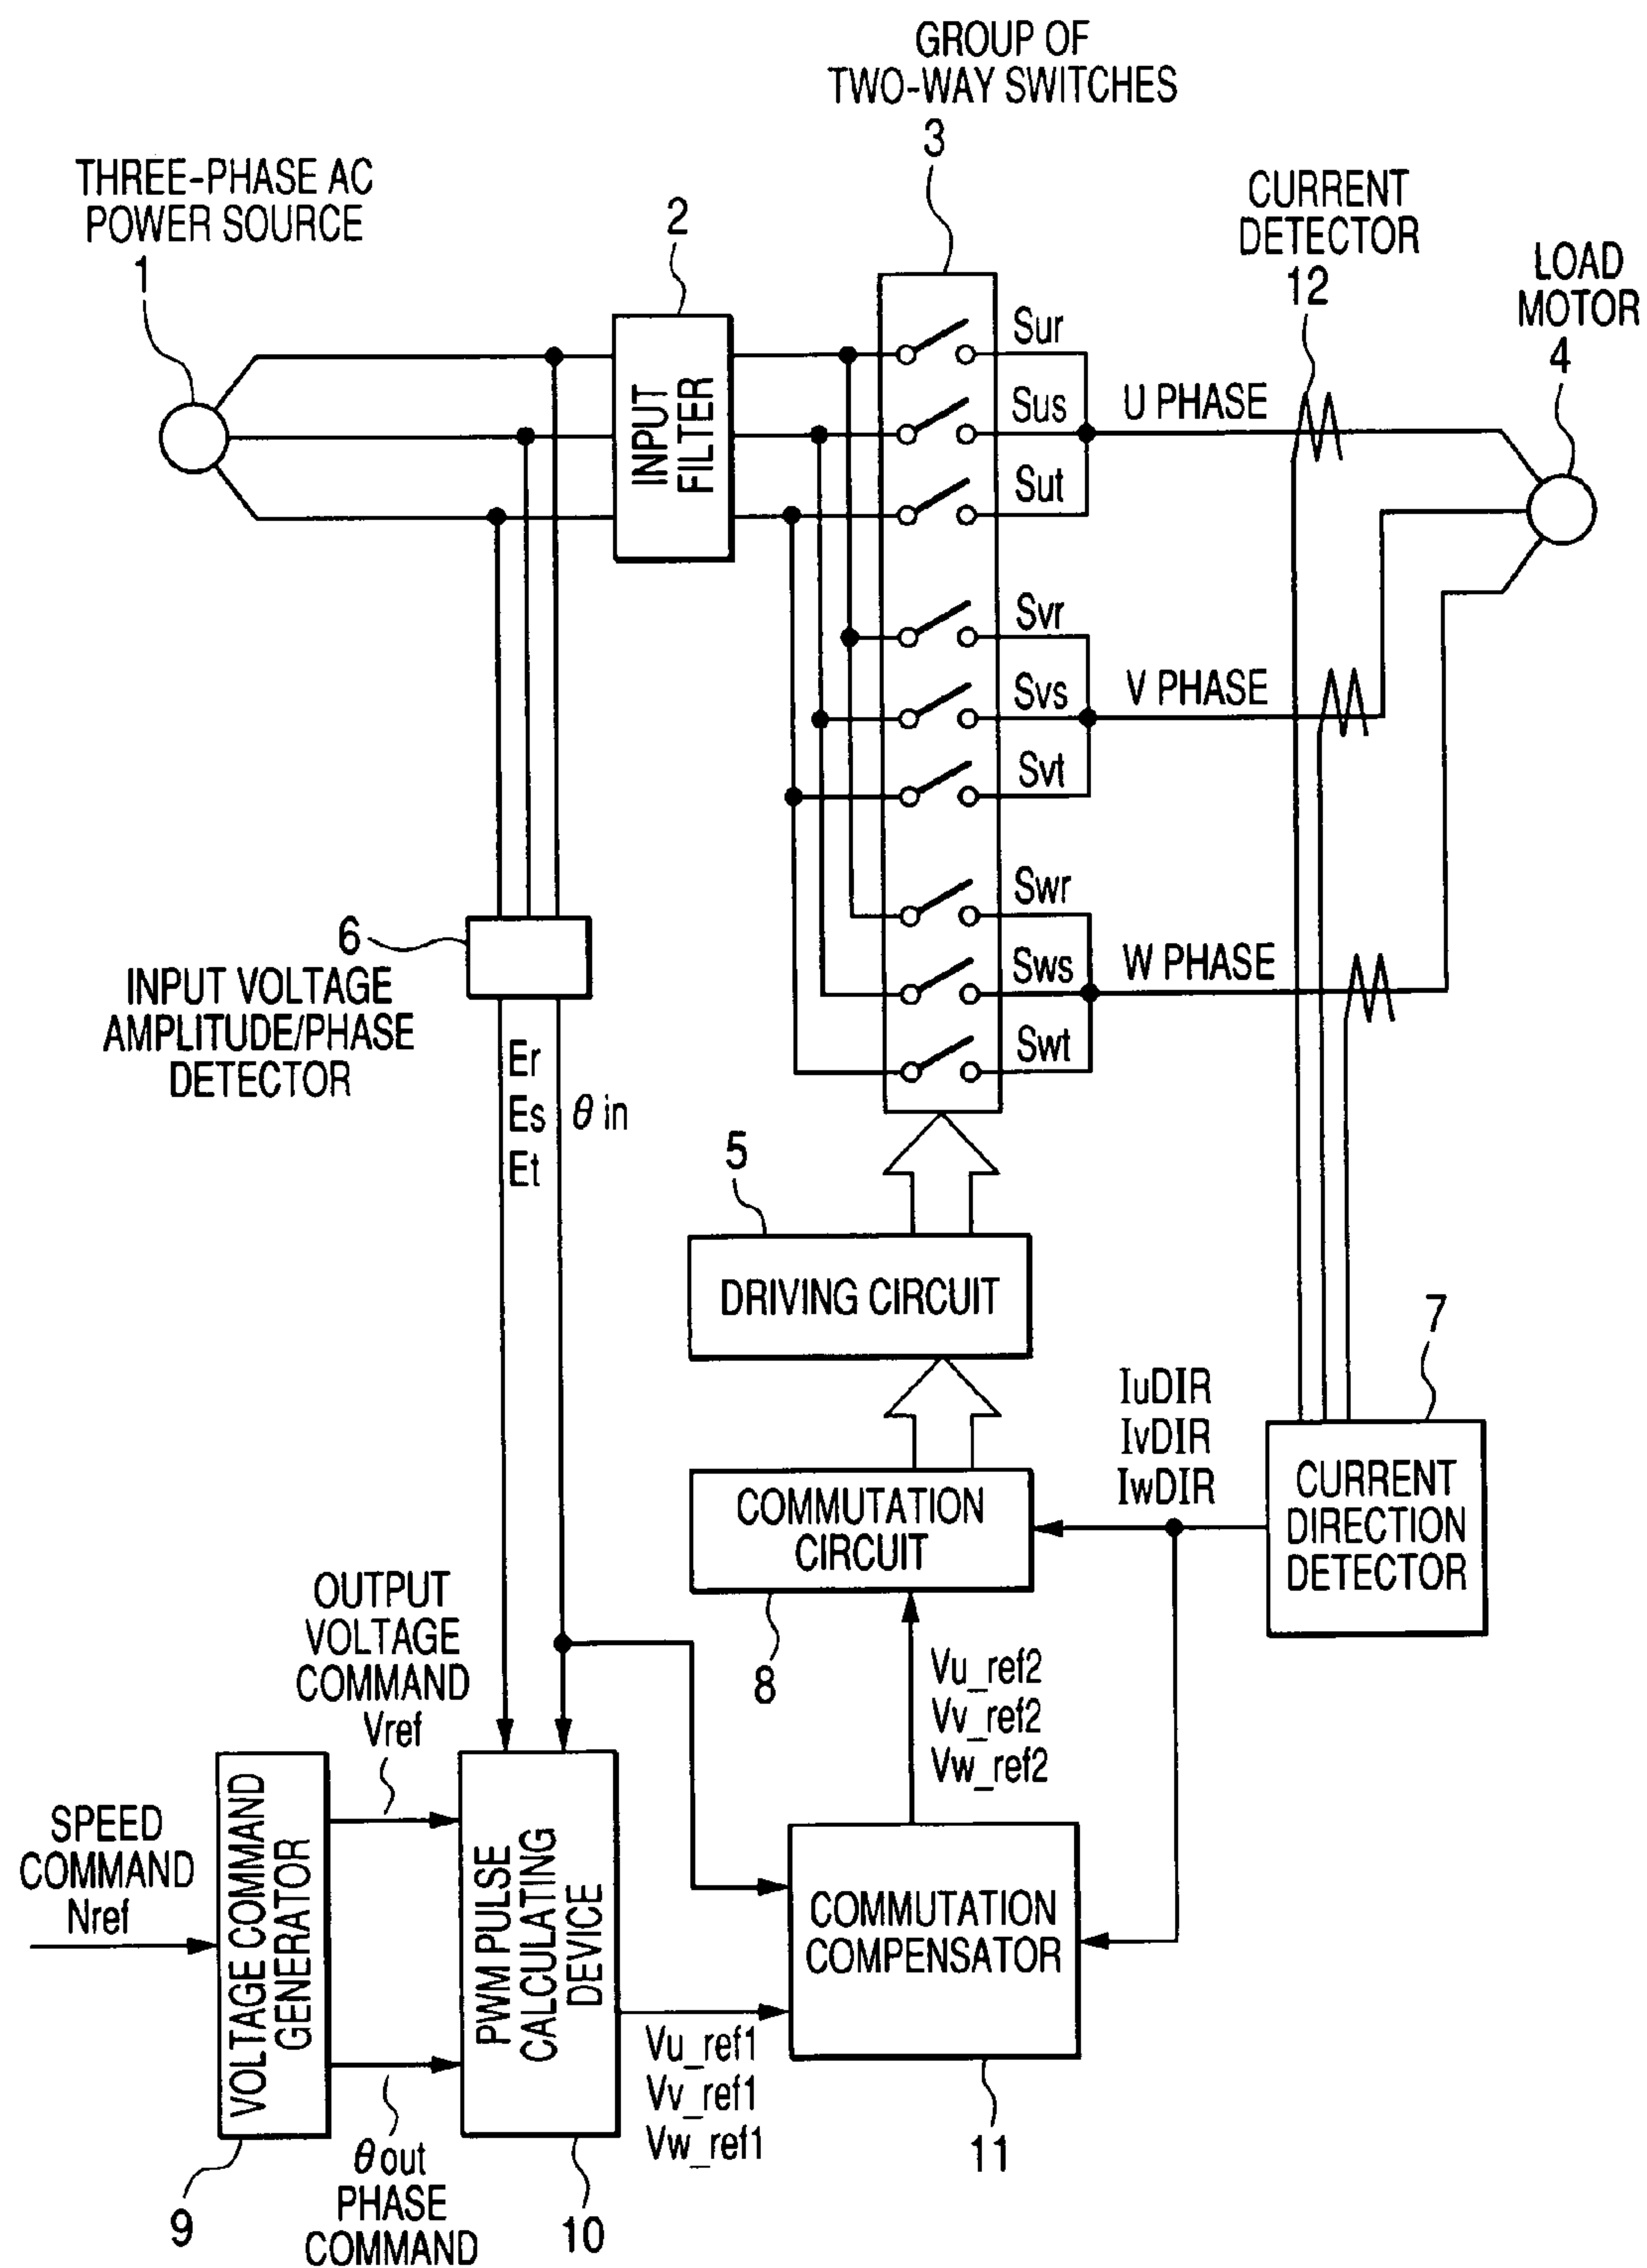 GROUP OF
TWO-WAY SWITCHES
3
THREE-PHASE AC
POWER SOURCE
1
2
CURRENT
DETECTOR
12
LOAD
MOTOR
4
INPUT
FILTER
Sur
Sus
Sut
U PHASE
Svr
Svs
Svt
V PHASE
Swr
Sws
Swt
W PHASE
6
INPUT VOLTAGE
AMPLITUDE/PHASE
DETECTOR
Er
Es
Et
θ in
5
DRIVING CIRCUIT
7
IuDIR
IvDIR
IwDIR
CURRENT
DIRECTION
DETECTOR
COMMUTATION
CIRCUIT
8
OUTPUT
VOLTAGE
COMMAND
Vref
Vu_ref2
Vv_ref2
Vw_ref2
SPEED
COMMAND
Nref
VOLTAGE COMMAND
GENERATOR
9
PWM PULSE
CALCULATING
DEVICE
10
COMMUTATION
COMPENSATOR
11
Vu_ref1
Vv_ref1
Vw_ref1
θ out
PHASE
COMMAND